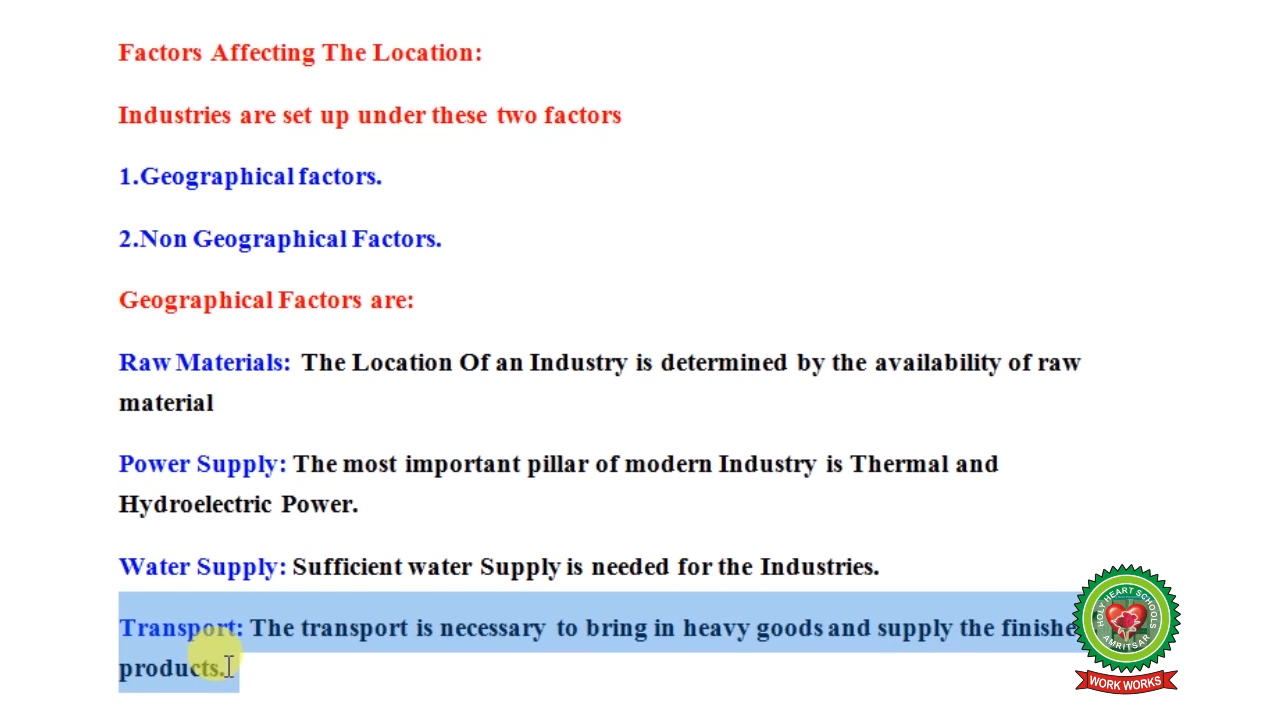 Factors Affecting The Location:
Industries are set up under these two factors
1.Geographical factors.
2.Non Geographical Factors.
Geographical Factors are:
Raw Materials: The Location Of an Industry is determined by the availability of raw
material
Power Supply: The most important pillar of modern Industry is Thermal and
Hydroelectric Power.
Water Supply: Sufficient water Supply is needed for the Industries.
Transport: The transport is necessary to bring in heavy goods and supply the finishe
products.
HOLY HEART SCHOOLS
AMRITSAR
WORK WORKS